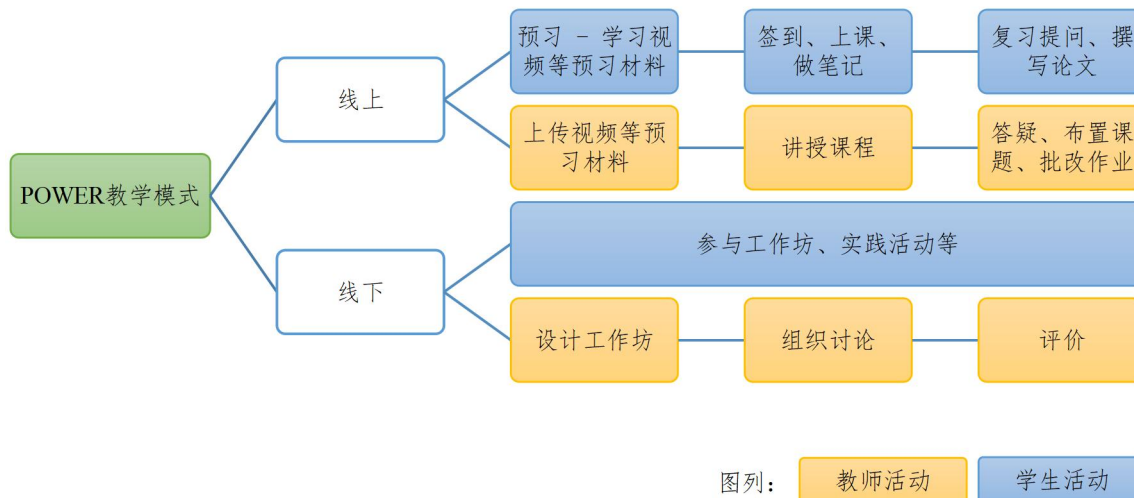 预习 – 学习视
频等预习材料
签到、上课、
做笔记
复习提问、撰
写论文
线上
上传视频等预
习材料
讲授课程
答疑、布置课
题、批改作业
POWER教学模式
参与工作坊、实践活动等
线下
设计工作坊
组织讨论
评价
图列：
教师活动
学生活动